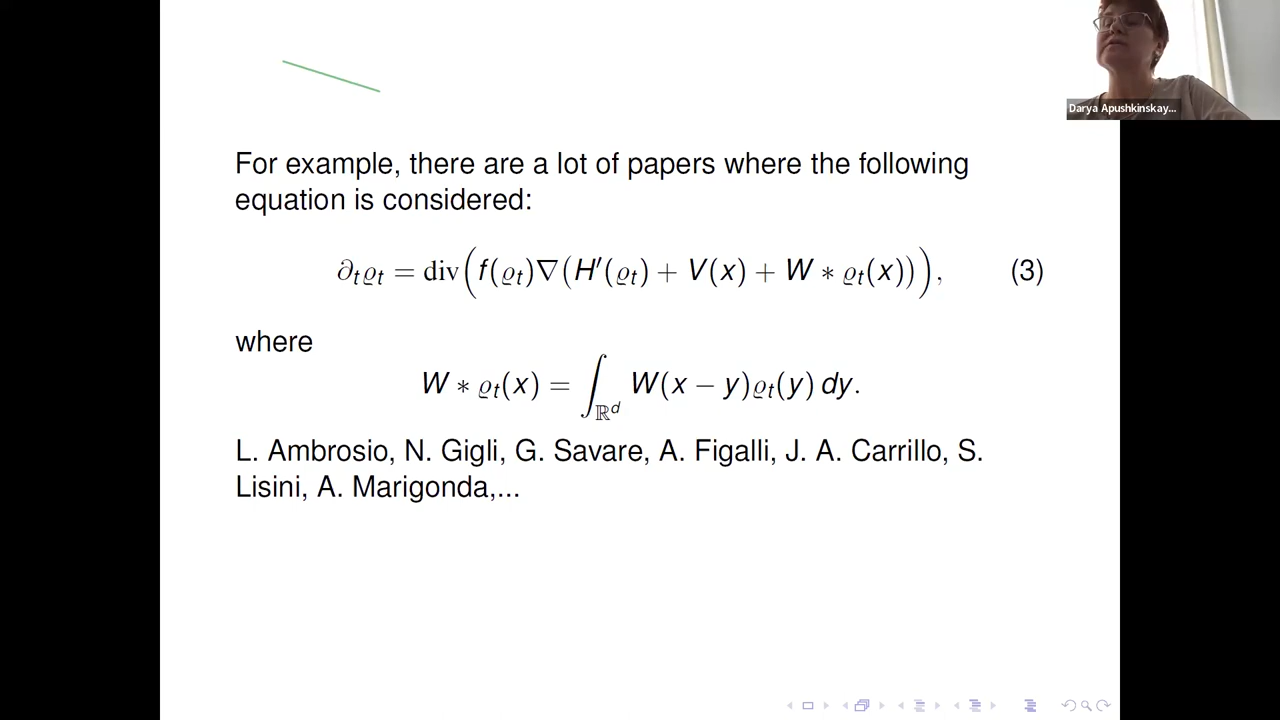 Darya Apushkinskay...
For example, there are a lot of papers where the following
equation is considered:
∂ₜϱₜ = div(f(ϱₜ)∇(H′(ϱₜ) + V(x) + W ∗ ϱₜ(x))), (3)
where
W ∗ ϱₜ(x) = ∫_{ℝᵈ} W(x − y)ϱₜ(y) dy.
L. Ambrosio, N. Gigli, G. Savare, A. Figalli, J. A. Carrillo, S.
Lisini, A. Marigonda,...